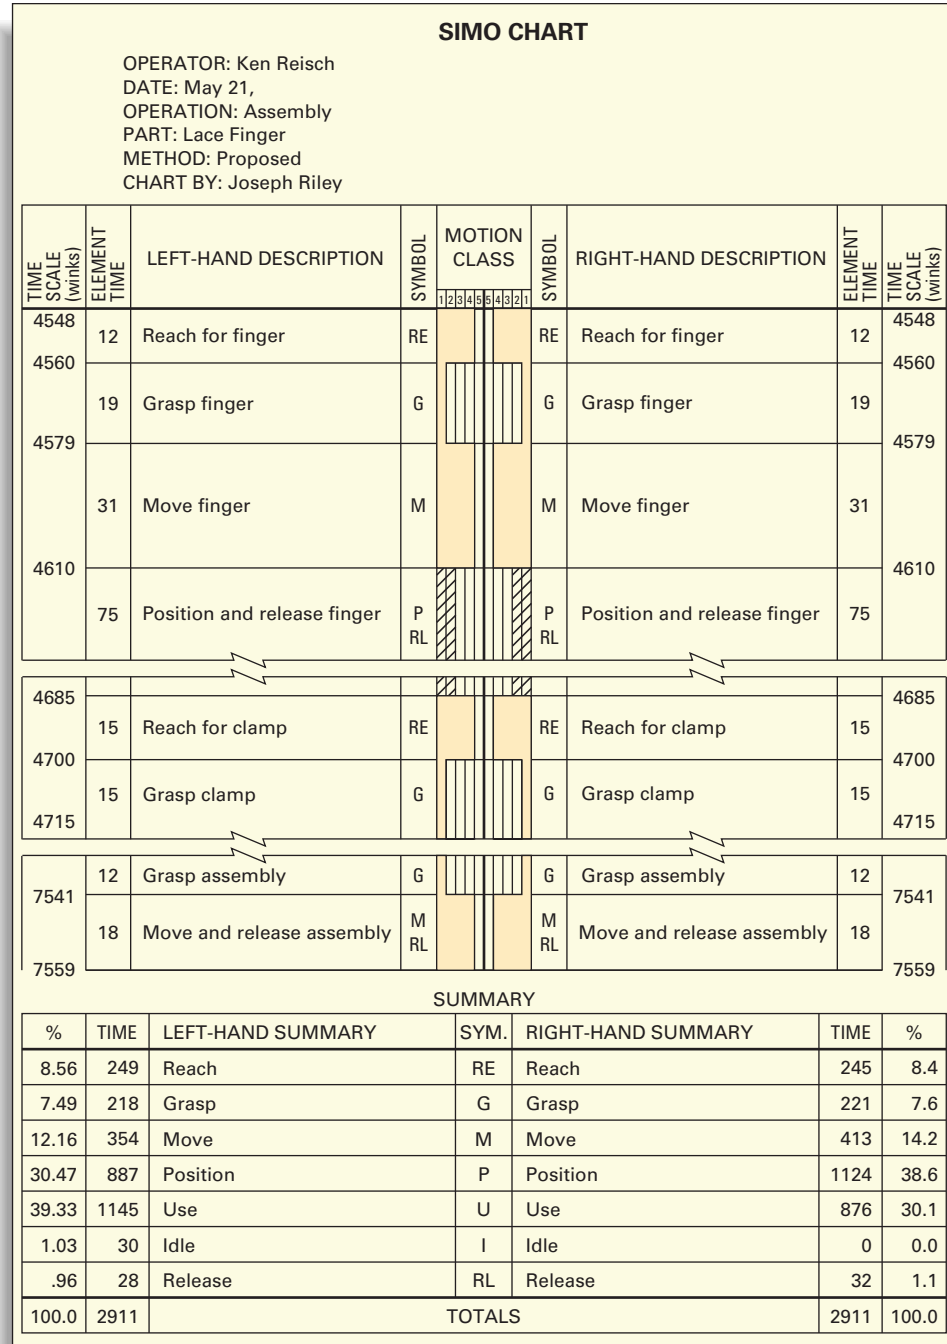 SIMO CHART
OPERATOR: Ken Reisch
DATE: May 21,
OPERATION: Assembly
PART: Lace Finger
METHOD: Proposed
CHART BY: Joseph Riley
TIME SCALE (winks) ELEMENT TIME LEFT-HAND DESCRIPTION SYMBOL MOTION CLASS SYMBOL RIGHT-HAND DESCRIPTION ELEMENT TIME TIME SCALE (winks)
1 2 3 4 5 5 4 3 2 1
4548 4548
12 Reach for finger RE RE Reach for finger 12
4560 4560
19 Grasp finger G G Grasp finger 19
4579 4579
31 Move finger M M Move finger 31
4610 4610
75 Position and release finger P P Position and release finger 75
RL RL
4685 4685
15 Reach for clamp RE RE Reach for clamp 15
4700 4700
15 Grasp clamp G G Grasp clamp 15
4715 4715
12 Grasp assembly G G Grasp assembly 12
7541 7541
18 Move and release assembly M M Move and release assembly 18
RL RL
7559 7559
SUMMARY
% TIME LEFT-HAND SUMMARY SYM. RIGHT-HAND SUMMARY TIME %
8.56 249 Reach RE Reach 245 8.4
7.49 218 Grasp G Grasp 221 7.6
12.16 354 Move M Move 413 14.2
30.47 887 Position P Position 1124 38.6
39.33 1145 Use U Use 876 30.1
1.03 30 Idle I Idle 0 0.0
.96 28 Release RL Release 32 1.1
100.0 2911 TOTALS 2911 100.0